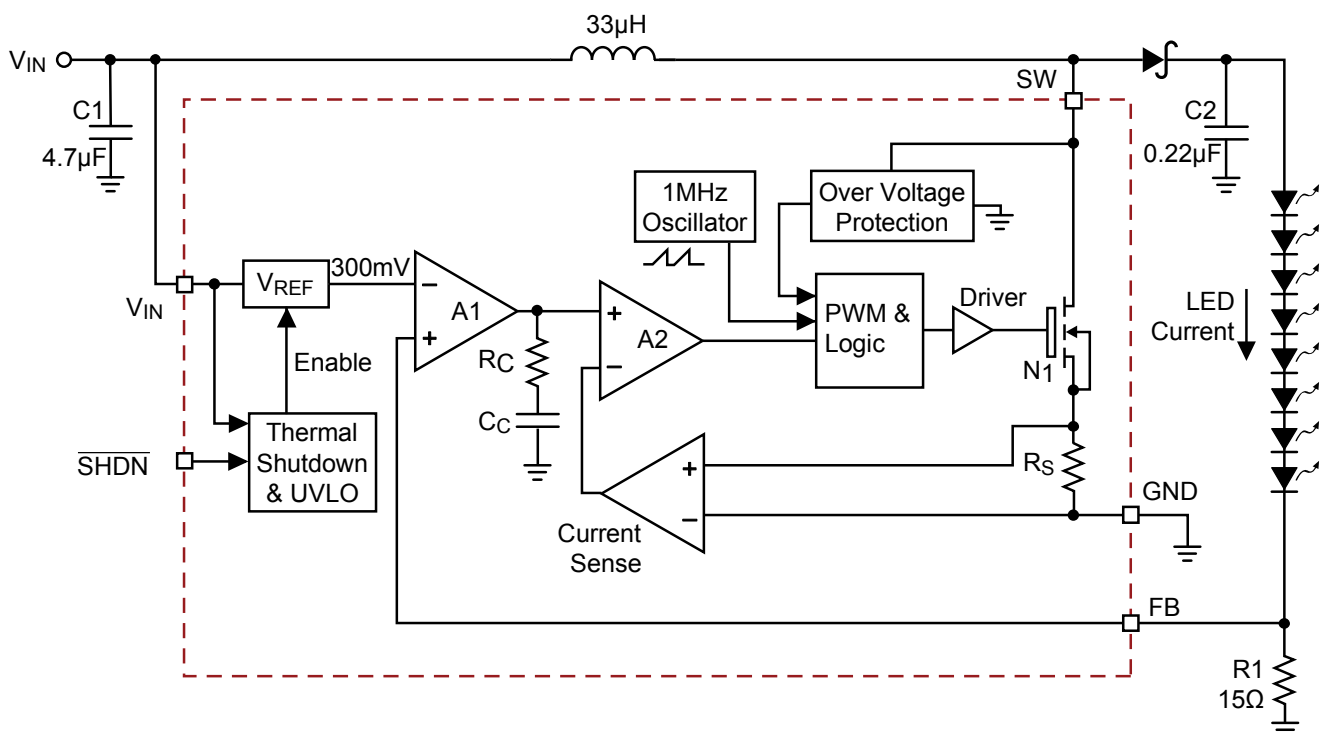 33µH
VIN
SW
C1
4.7µF
C2
0.22µF
1MHz
Oscillator
Over Voltage
Protection
VREF
300mV
VIN
−
A1
+
+
A2
−
PWM &
Logic
Driver
N1
LED
Current
Enable
RC
CC
Thermal
Shutdown
& UVLO
SHDN
+
−
Current
Sense
RS
GND
FB
R1
15Ω